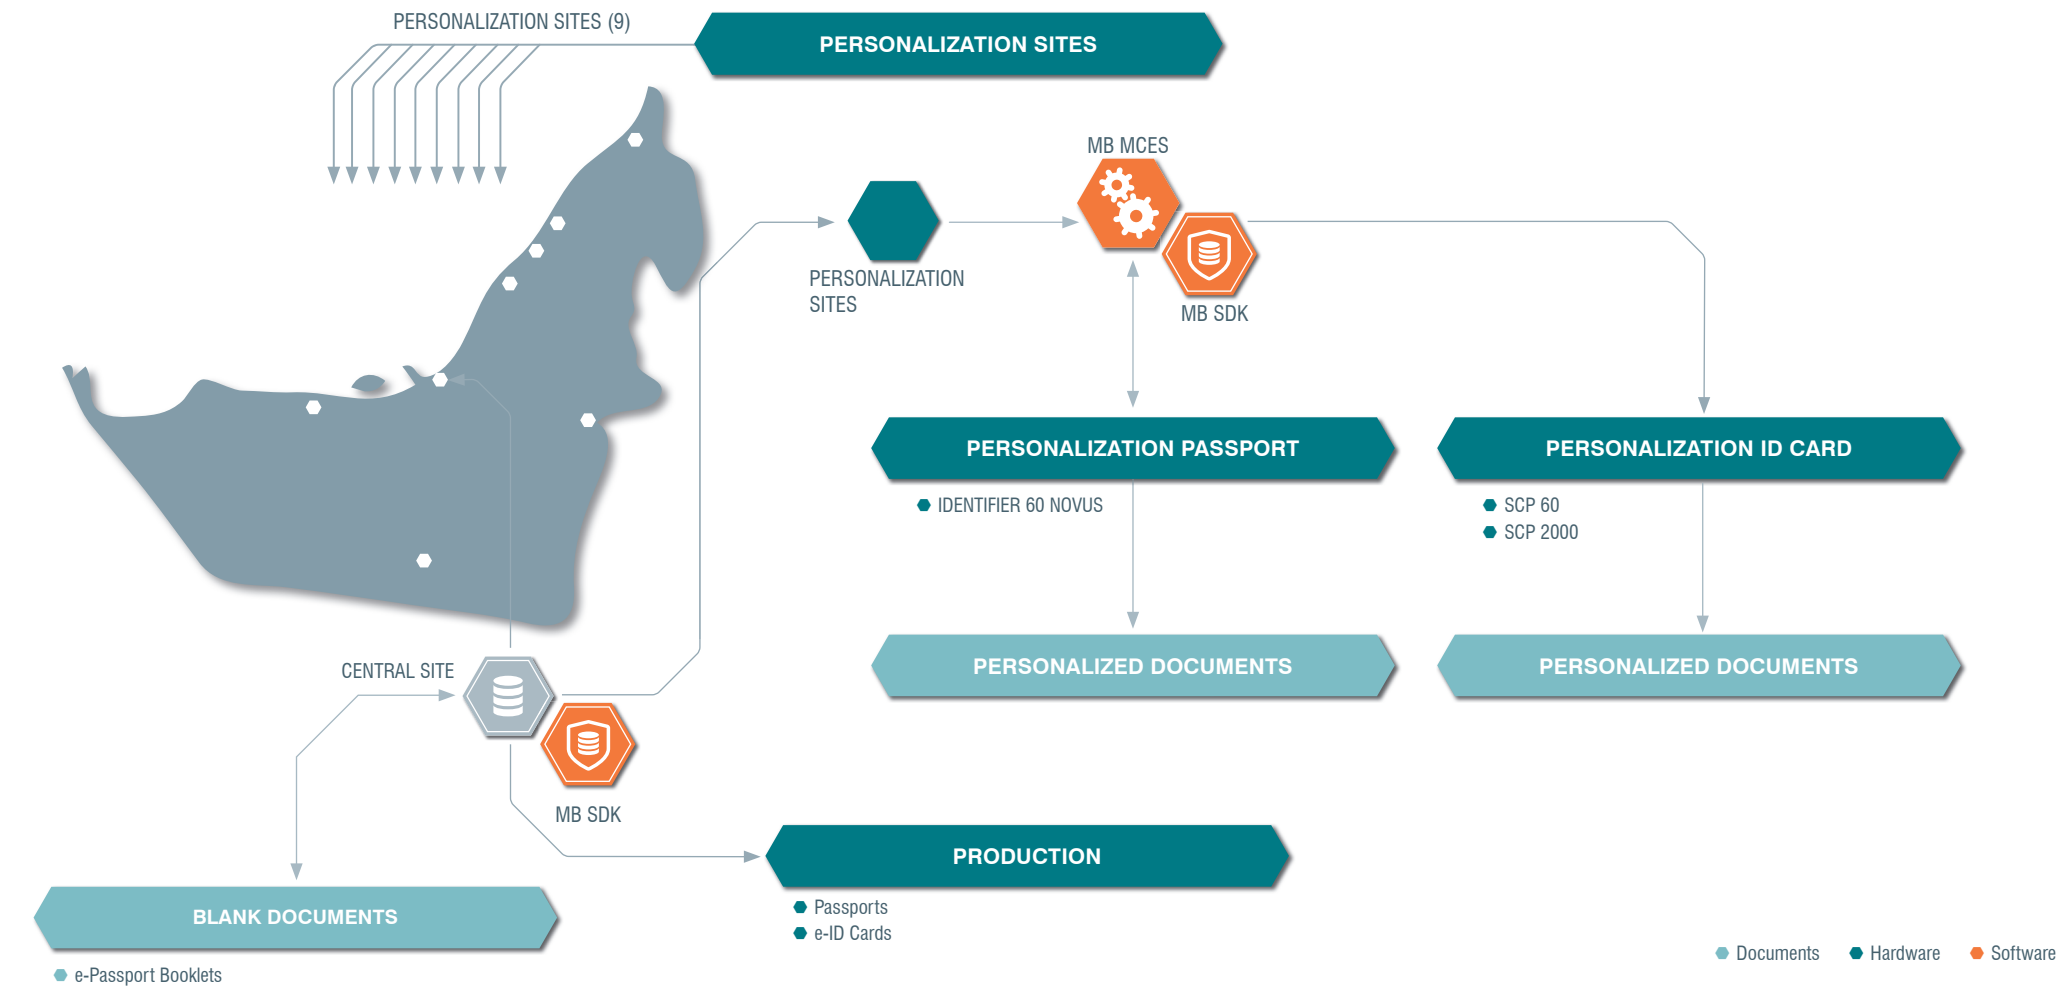 PERSONALIZATION SITES (9)
PERSONALIZATION SITES
MB MCES
PERSONALIZATION
SITES
MB SDK
PERSONALIZATION PASSPORT
IDENTIFIER 60 NOVUS
PERSONALIZATION ID CARD
SCP 60
SCP 2000
PERSONALIZED DOCUMENTS
PERSONALIZED DOCUMENTS
CENTRAL SITE
MB SDK
PRODUCTION
Passports
e-ID Cards
BLANK DOCUMENTS
e-Passport Booklets
Documents
Hardware
Software